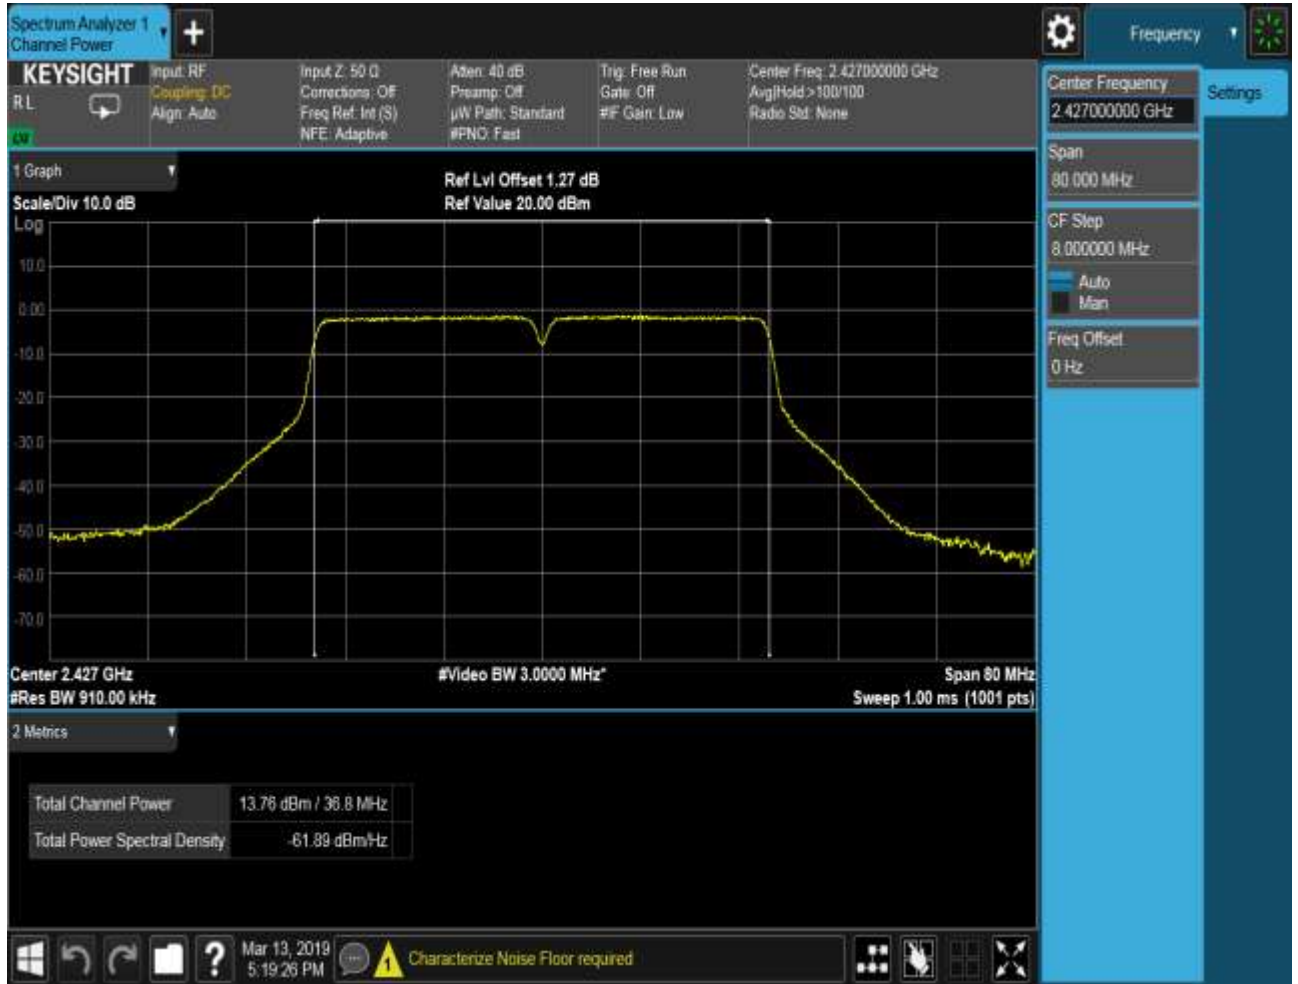 Spectrum Analyzer 1
Channel Power
Frequency
KEYSIGHT
RL
Input: RF
Coupling: DC
Align: Auto
Input Z: 50 Ω
Corrections: Off
Freq Ref: Int (S)
NFE: Adaptive
Atten: 40 dB
Preamp: Off
µW Path: Standard
#PNO: Fast
Trig: Free Run
Gate: Off
#IF Gain: Low
Center Freq: 2.427000000 GHz
Avg|Hold:>100/100
Radio Std: None
Center Frequency
2.427000000 GHz
Settings
Span
80.000 MHz
CF Step
8.000000 MHz
Auto
Man
Freq Offset
0 Hz
1 Graph
Scale/Div 10.0 dB
Ref Lvl Offset 1.27 dB
Ref Value 20.00 dBm
Log
10.0
0.00
-10.0
-20.0
-30.0
-40.0
-50.0
-60.0
-70.0
Center 2.427 GHz
#Video BW 3.0000 MHz*
Span 80 MHz
#Res BW 910.00 kHz
Sweep 1.00 ms (1001 pts)
2 Metrics
Total Channel Power 13.76 dBm / 36.8 MHz
Total Power Spectral Density -61.89 dBm/Hz
?
Mar 13, 2019
5:19:26 PM
1
Characterize Noise Floor required